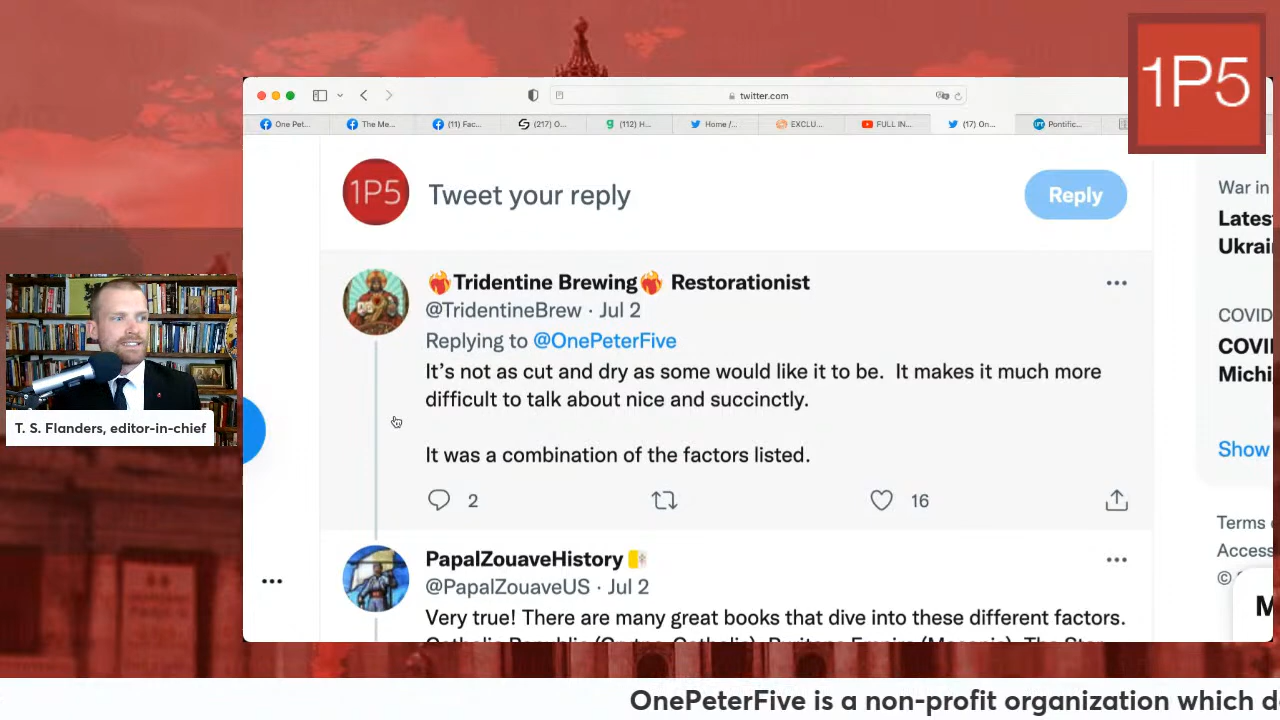 1P5
twitter.com
One Pet...
The Me...
(11) Fac...
(217) O...
(112) H...
Home /...
EXCLU...
FULL IN...
(17) On...
Pontific...
1P5
Tweet your reply
Reply
Tridentine Brewing Restorationist
@TridentineBrew · Jul 2
Replying to @OnePeterFive
It's not as cut and dry as some would like it to be. It makes it much more
difficult to talk about nice and succinctly.
It was a combination of the factors listed.
2
16
PapalZouaveHistory
@PapalZouaveUS · Jul 2
Very true! There are many great books that dive into these different factors.
War in
Lates
Ukrai
COVID
COVI
Michi
Show
Terms
Access
©
M
T. S. Flanders, editor-in-chief
OnePeterFive is a non-profit organization which d